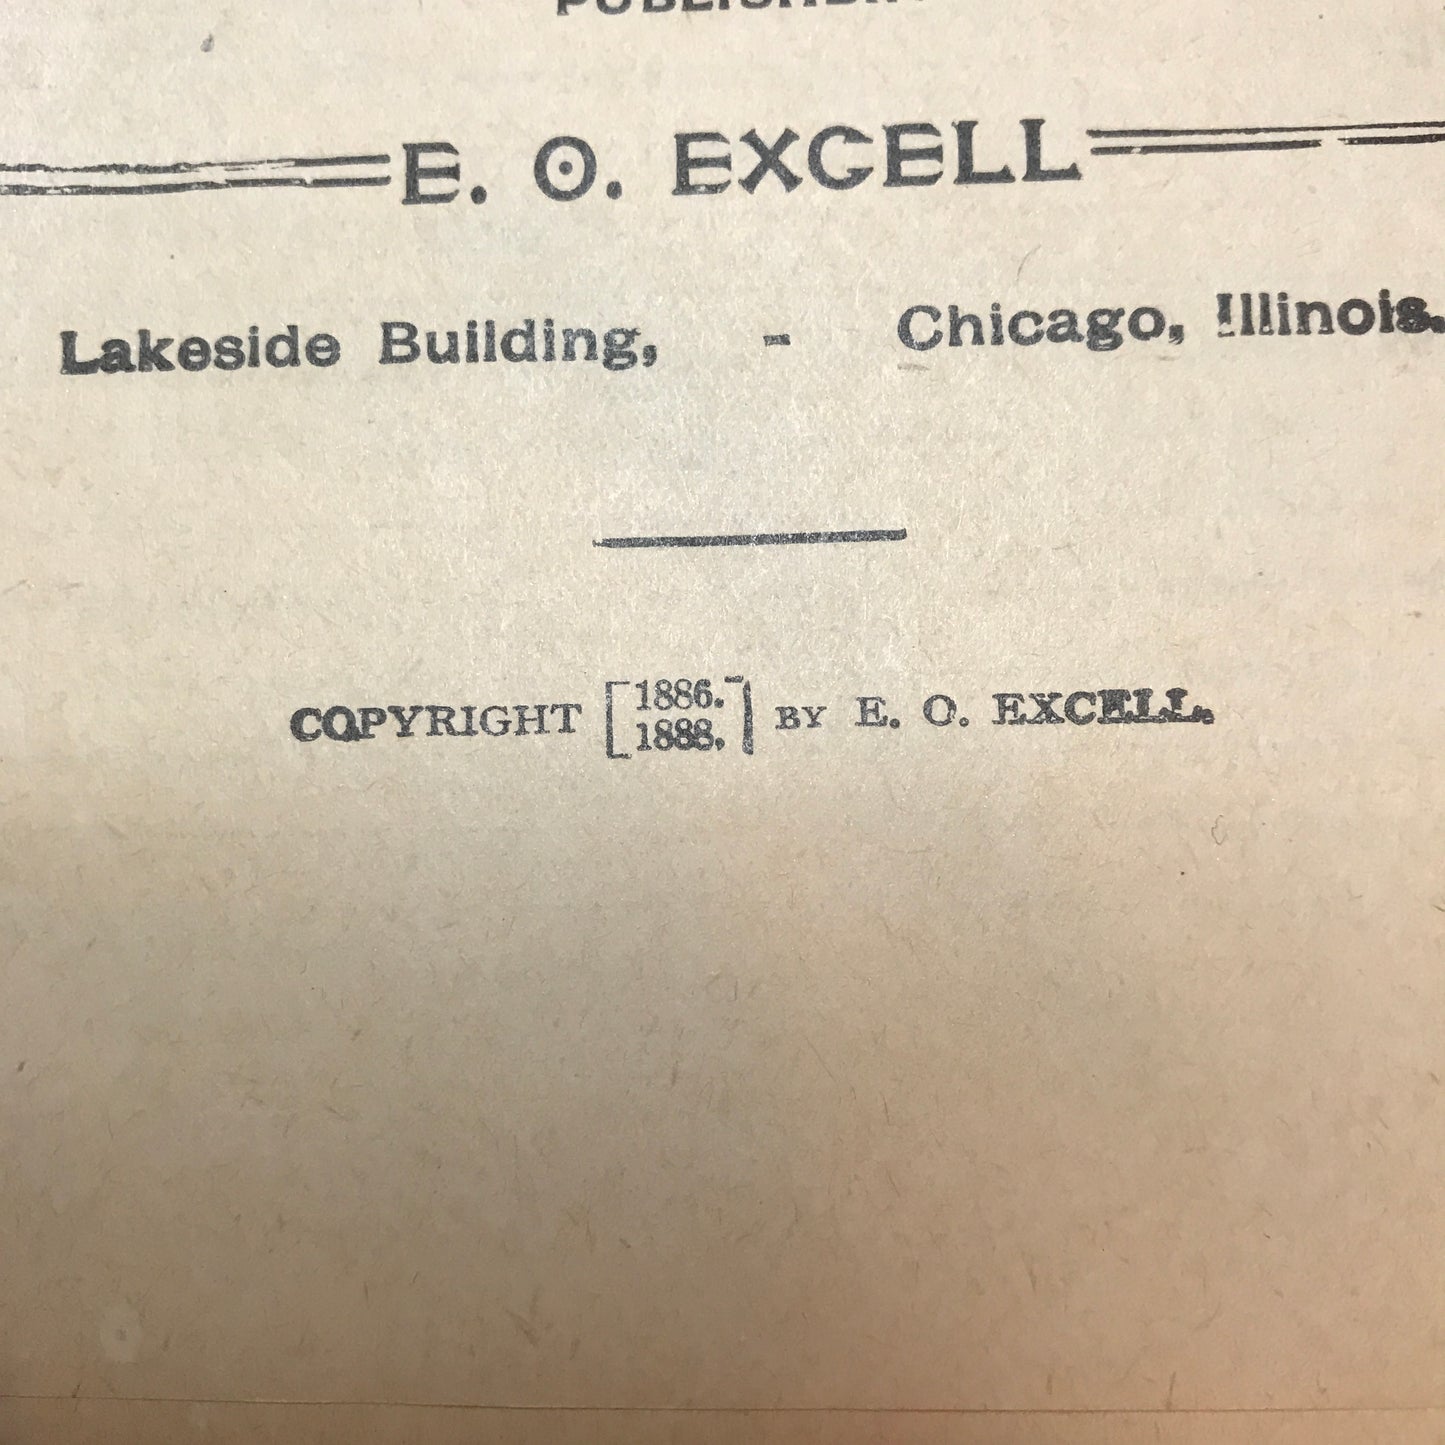 E. O. EXCELL
Lakeside Building, - Chicago, Illinois.
COPYRIGHT [1886.
1888.] BY E. O. EXCELL.